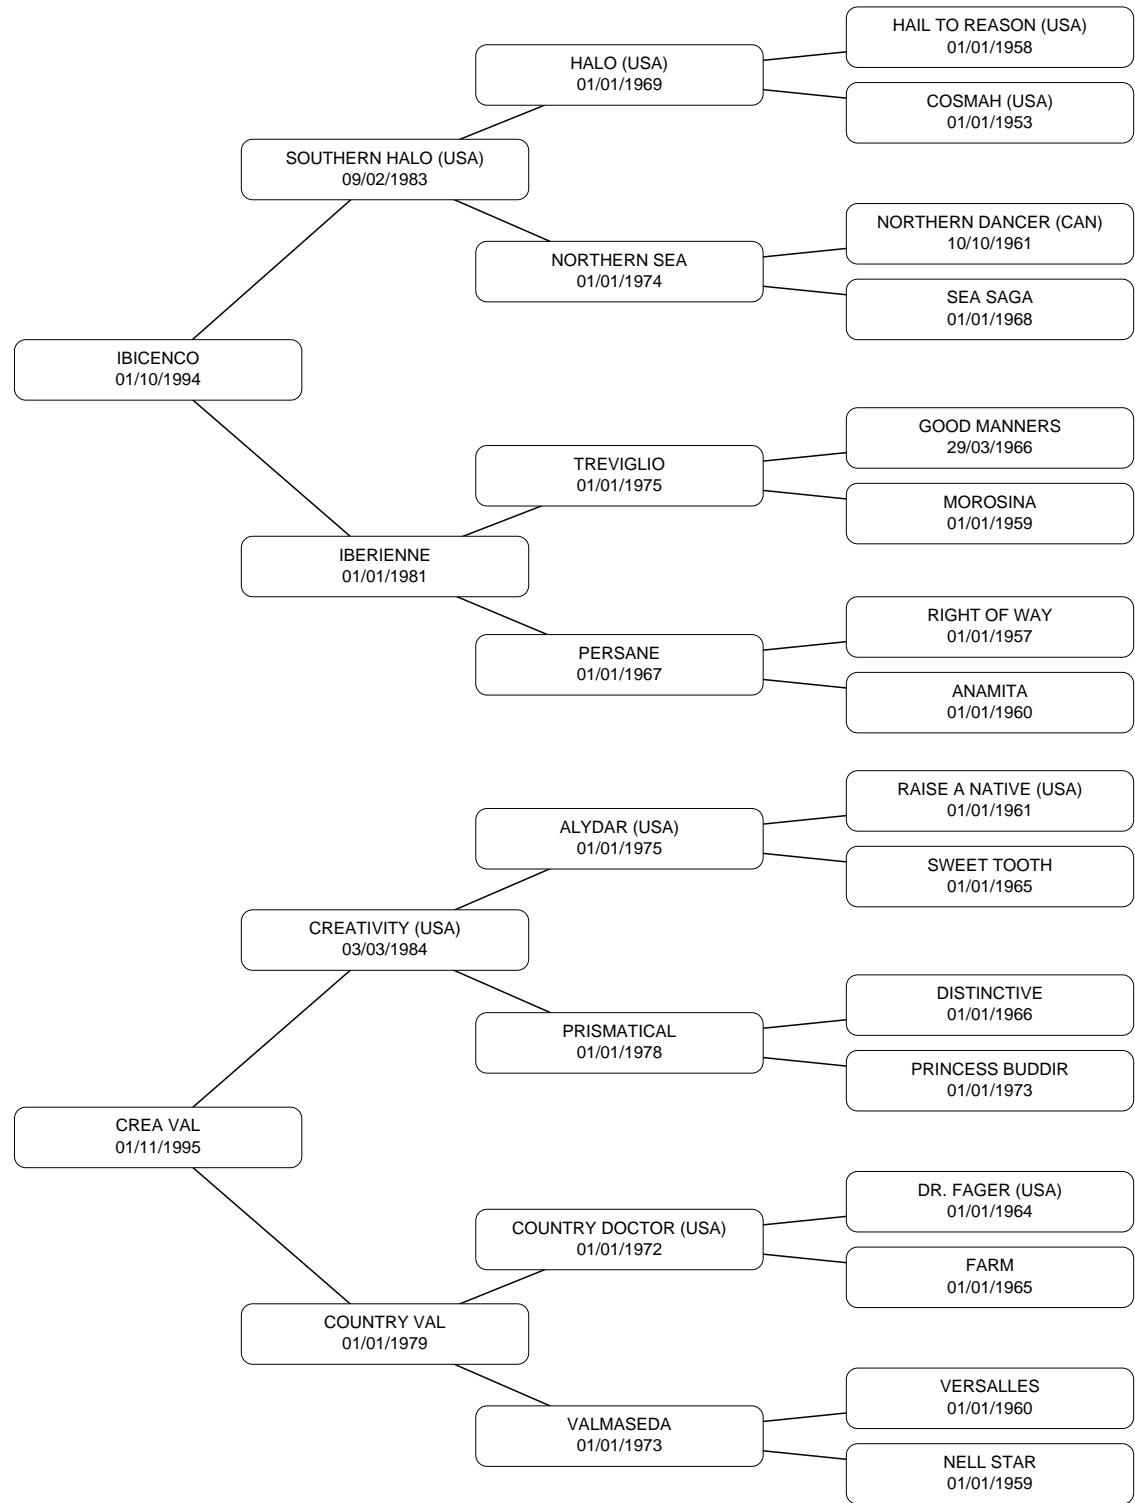 HAIL TO REASON (USA)
01/01/1958
HALO (USA)
01/01/1969
COSMAH (USA)
01/01/1953
SOUTHERN HALO (USA)
09/02/1983
NORTHERN DANCER (CAN)
10/10/1961
NORTHERN SEA
01/01/1974
SEA SAGA
01/01/1968
IBICENCO
01/10/1994
GOOD MANNERS
29/03/1966
TREVIGLIO
01/01/1975
MOROSINA
01/01/1959
IBERIENNE
01/01/1981
RIGHT OF WAY
01/01/1957
PERSANE
01/01/1967
ANAMITA
01/01/1960
RAISE A NATIVE (USA)
01/01/1961
ALYDAR (USA)
01/01/1975
SWEET TOOTH
01/01/1965
CREATIVITY (USA)
03/03/1984
DISTINCTIVE
01/01/1966
PRISMATICAL
01/01/1978
PRINCESS BUDDIR
01/01/1973
CREA VAL
01/11/1995
DR. FAGER (USA)
01/01/1964
COUNTRY DOCTOR (USA)
01/01/1972
FARM
01/01/1965
COUNTRY VAL
01/01/1979
VERSALLES
01/01/1960
VALMASEDA
01/01/1973
NELL STAR
01/01/1959